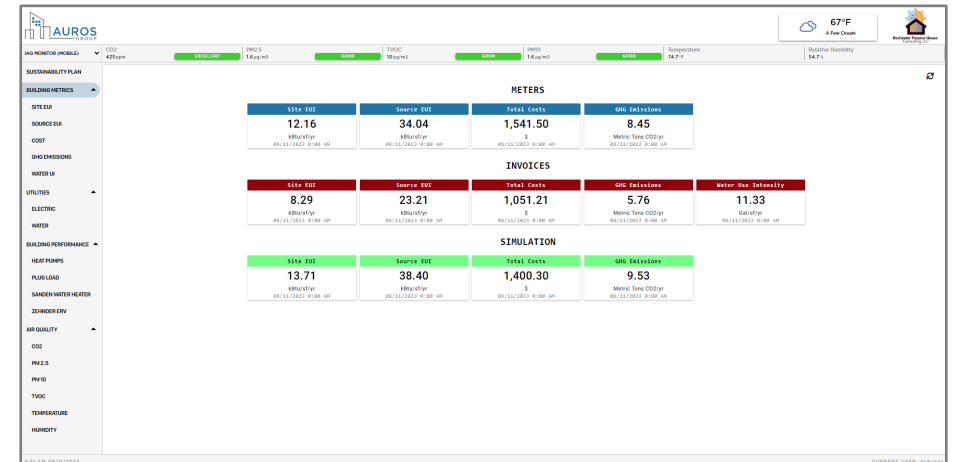 AUROS
GROUP
67°F
A Few Clouds
Rochester Passive House
Consulting LLC
IAQ MONITOR (MOBILE)
CO2
425 ppm
EXCELLENT
PM2.5
1.6 µg/m3
GOOD
TVOC
10 µg/m3
GOOD
PM10
1.6 µg/m3
GOOD
Temperature
74.7 °F
Relative Humidity
54.7 %
SUSTAINABILITY PLAN
BUILDING METRICS
SITE EUI
SOURCE EUI
COST
GHG EMISSIONS
WATER UI
UTILITIES
ELECTRIC
WATER
BUILDING PERFORMANCE
HEAT PUMPS
PLUG LOAD
SANDEN WATER HEATER
ZEHNDER ERV
AIR QUALITY
CO2
PM 2.5
PM 10
TVOC
TEMPERATURE
HUMIDITY
METERS
Site EUI
12.16
kBtu/sf/yr
08/11/2023 0:00 AM
Source EUI
34.04
kBtu/sf/yr
08/11/2023 0:00 AM
Total Costs
1,541.50
$
08/11/2023 0:00 AM
GHG Emissions
8.45
Metric Tons CO2/yr
08/11/2023 0:00 AM
INVOICES
Site EUI
8.29
kBtu/sf/yr
08/11/2023 0:00 AM
Source EUI
23.21
kBtu/sf/yr
08/11/2023 0:00 AM
Total Costs
1,051.21
$
08/11/2023 0:00 AM
GHG Emissions
5.76
Metric Tons CO2/yr
08/11/2023 0:00 AM
Water Use Intensity
11.33
Gal/sf/yr
08/11/2023 0:00 AM
SIMULATION
Site EUI
13.71
kBtu/sf/yr
08/11/2023 0:00 AM
Source EUI
38.40
kBtu/sf/yr
08/11/2023 0:00 AM
Total Costs
1,400.30
$
08/11/2023 0:00 AM
GHG Emissions
9.53
Metric Tons CO2/yr
08/11/2023 0:00 AM
CURRENT USER: